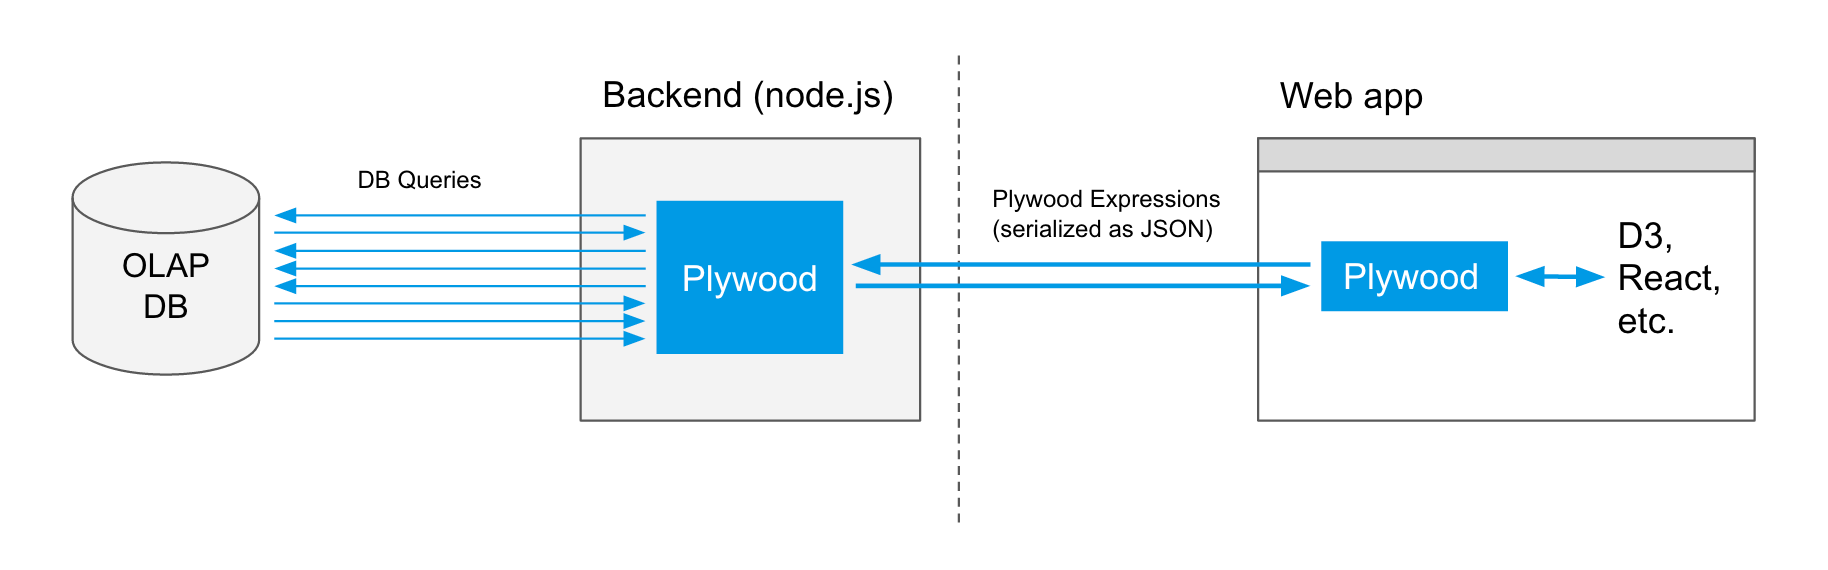 Backend (node.js)
Web app
DB Queries
Plywood Expressions
(serialized as JSON)
OLAP
DB
Plywood
Plywood
D3,
React,
etc.